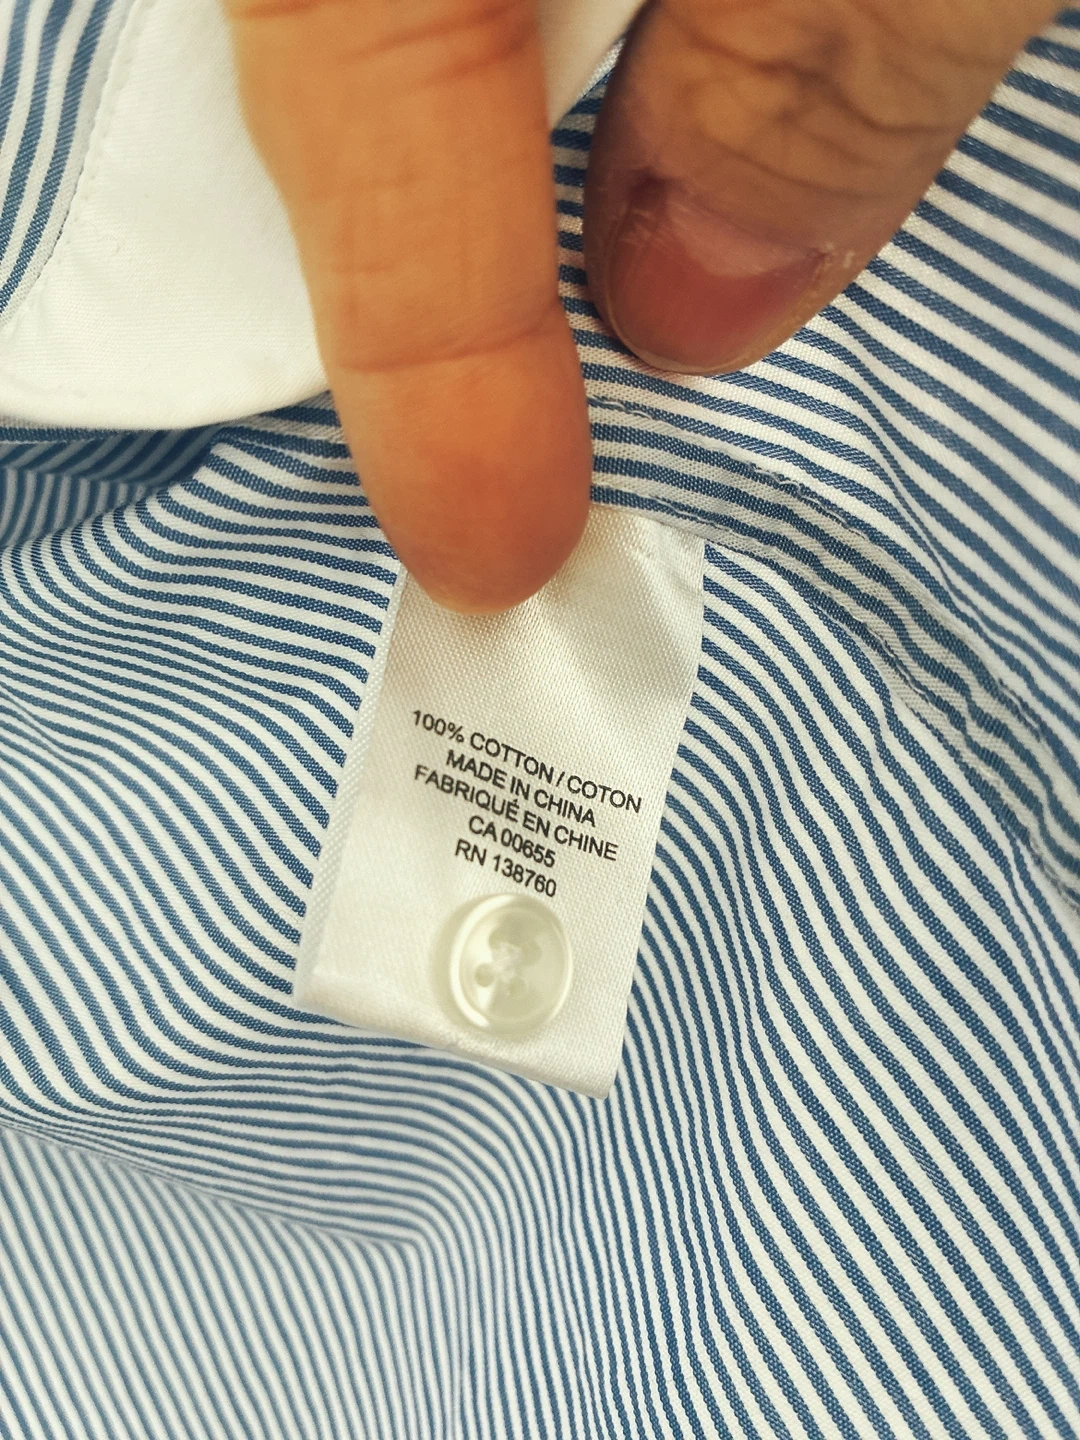 100% COTTON / COTON
MADE IN CHINA
FABRIQUÉ EN CHINE
CA 00655
RN 138760